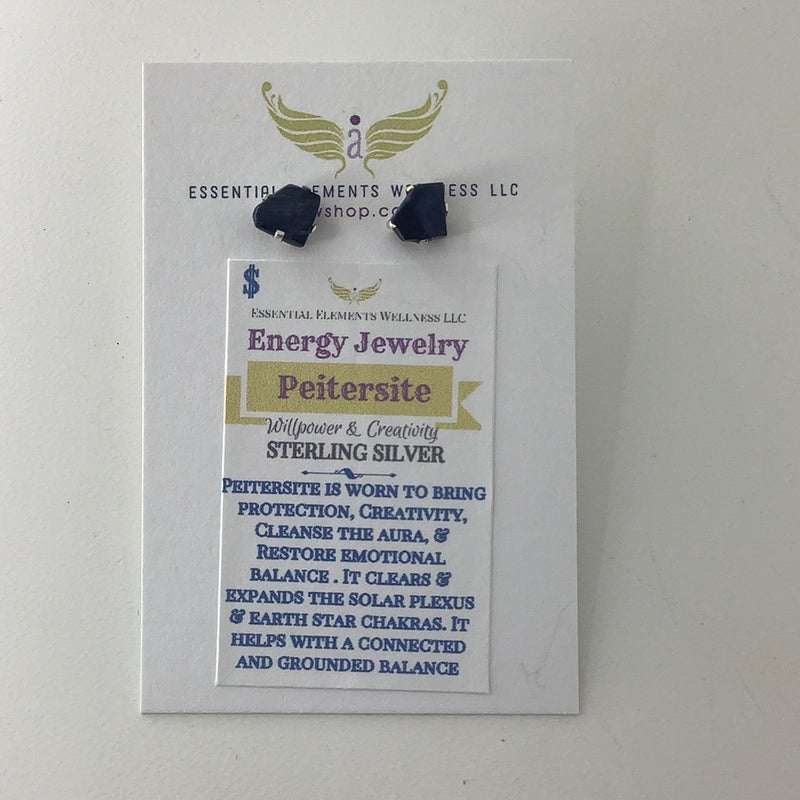 a
ESSENTIAL ELEMENTS WELLNESS LLC
$
ESSENTIAL ELEMENTS WELLNESS LLC
Energy Jewelry
Peitersite
Willpower & Creativity
STERLING SILVER
PEITERSITE IS WORN TO BRING
PROTECTION, CREATIVITY,
CLEANSE THE AURA, &
RESTORE EMOTIONAL
BALANCE . IT CLEARS &
EXPANDS THE SOLAR PLEXUS
& EARTH STAR CHAKRAS. IT
HELPS WITH A CONNECTED
AND GROUNDED BALANCE